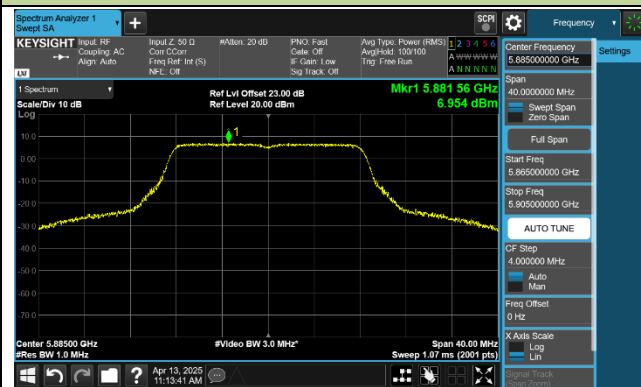 Spectrum Analyzer 1
Swept SA
SCPI
Frequency
KEYSIGHT
Input: RF
Coupling: AC
Align: Auto
Input Z: 50 Ω
Corr CCorr
Freq Ref: Int (S)
NFE: Off
#Atten: 20 dB
PNO: Fast
Gate: Off
IF Gain: Low
Sig Track: Off
Avg Type: Power (RMS)
Avg|Hold: 100/100
Trig: Free Run
1 2 3 4 5 6
A W W W W W
A N N N N N
LXI
1 Spectrum
Scale/Div 10 dB
Log
Ref Lvl Offset 23.00 dB
Ref Level 20.00 dBm
Mkr1 5.881 56 GHz
6.954 dBm
1
10.0
0.00
-10.0
-20.0
-30.0
-40.0
-50.0
-60.0
-70.0
Center 5.88500 GHz
#Res BW 1.0 MHz
#Video BW 3.0 MHz*
Span 40.00 MHz
Sweep 1.07 ms (2001 pts)
Apr 13, 2025
11:13:41 AM
Center Frequency
5.885000000 GHz
Span
40.0000000 MHz
Swept Span
Zero Span
Full Span
Start Freq
5.865000000 GHz
Stop Freq
5.905000000 GHz
AUTO TUNE
CF Step
4.000000 MHz
Auto
Man
Freq Offset
0 Hz
X Axis Scale
Log
Lin
Signal Track
(Span Zoom)
Settings